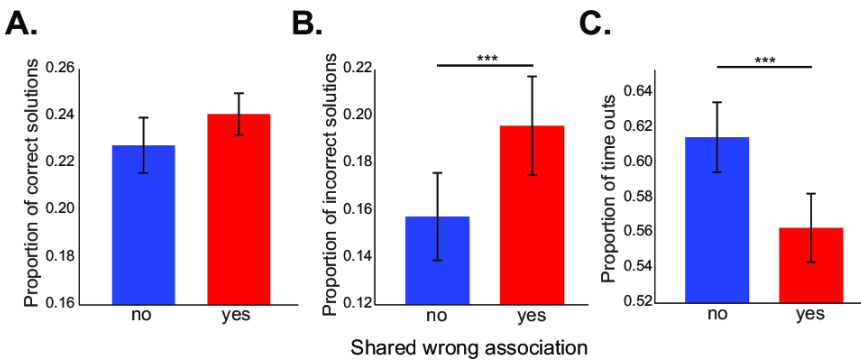 A.
Proportion of correct solutions
0.26
0.24
0.22
0.20
0.18
0.16
no
yes
B.
Proportion of incorrect solutions
0.22
0.20
0.18
0.16
0.14
0.12
***
no
yes
C.
Proportion of time outs
0.62
0.60
0.58
0.56
0.54
0.52
***
no
yes
Shared wrong association